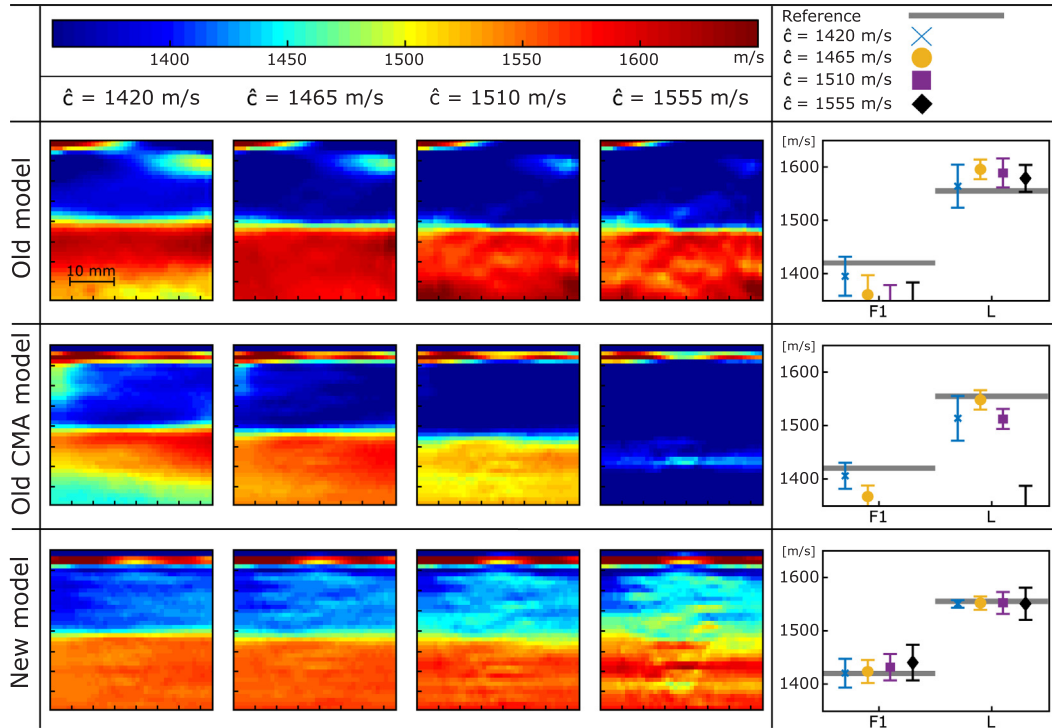 1400 1450 1500 1550 1600 m/s
ĉ = 1420 m/s ĉ = 1465 m/s ĉ = 1510 m/s ĉ = 1555 m/s
Reference
ĉ = 1420 m/s
ĉ = 1465 m/s
ĉ = 1510 m/s
ĉ = 1555 m/s
Old model
10 mm
[m/s]
1600
1500
1400
F1 L
Old CMA model
[m/s]
1600
1500
1400
F1 L
New model
[m/s]
1600
1500
1400
F1 L